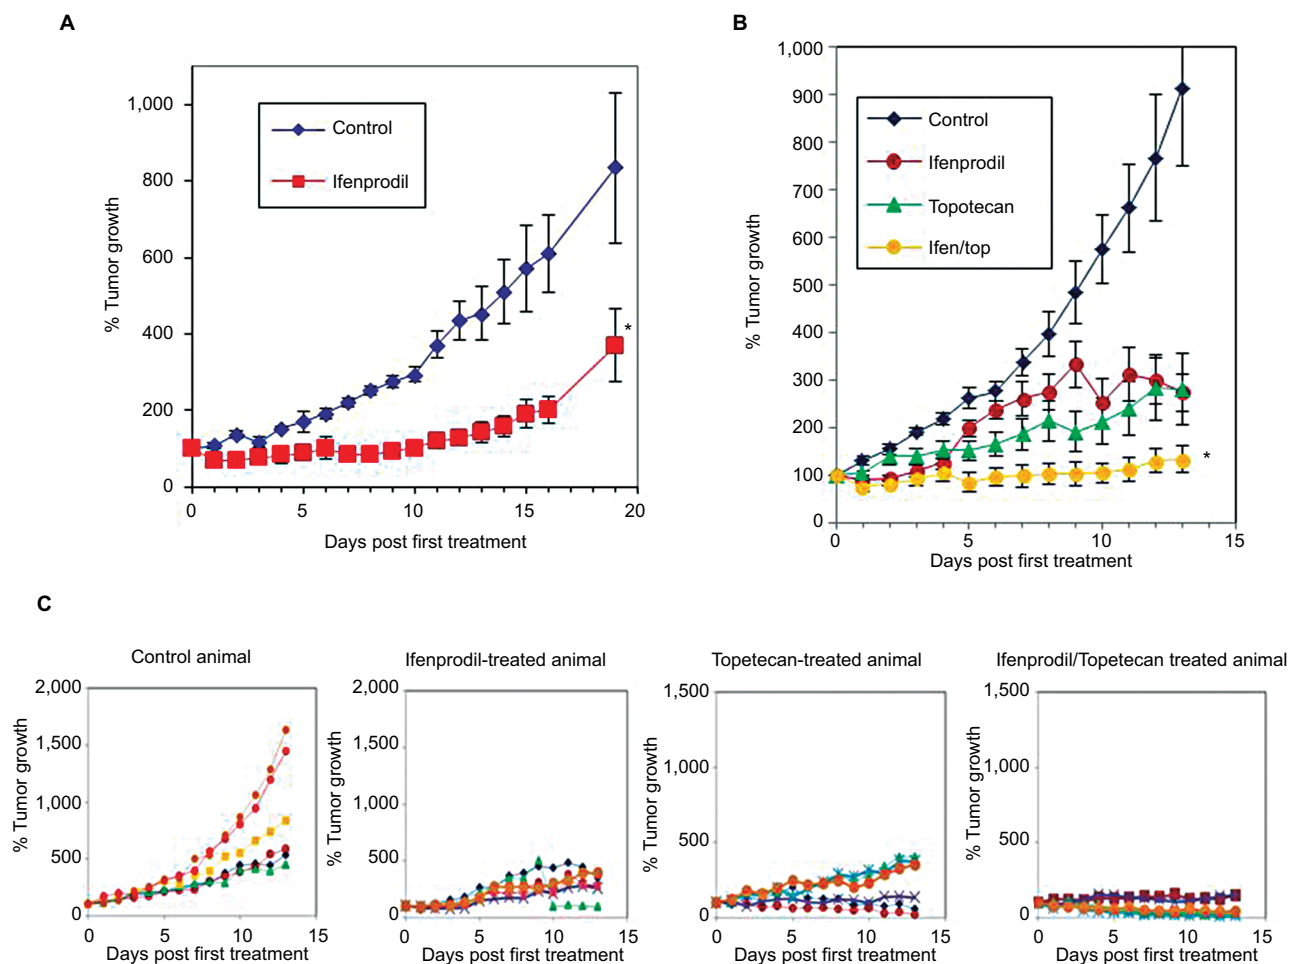 A
B
1,000
800
600
400
200
0
% Tumor growth
Control
Ifenprodil
*
0
5
10
15
20
Days post first treatment
1,000
900
800
700
600
500
400
300
200
100
0
% Tumor growth
Control
Ifenprodil
Topotecan
Ifen/top
*
0
5
10
15
Days post first treatment
C
Control animal
2,000
1,500
1,000
500
0
% Tumor growth
0
5
10
15
Days post first treatment
Ifenprodil-treated animal
2,000
1,500
1,000
500
0
% Tumor growth
0
5
10
15
Days post first treatment
Topetecan-treated animal
1,500
1,000
500
0
% Tumor growth
0
5
10
15
Days post first treatment
Ifenprodil/Topetecan treated animal
1,500
1,000
500
0
% Tumor growth
0
5
10
15
Days post first treatment